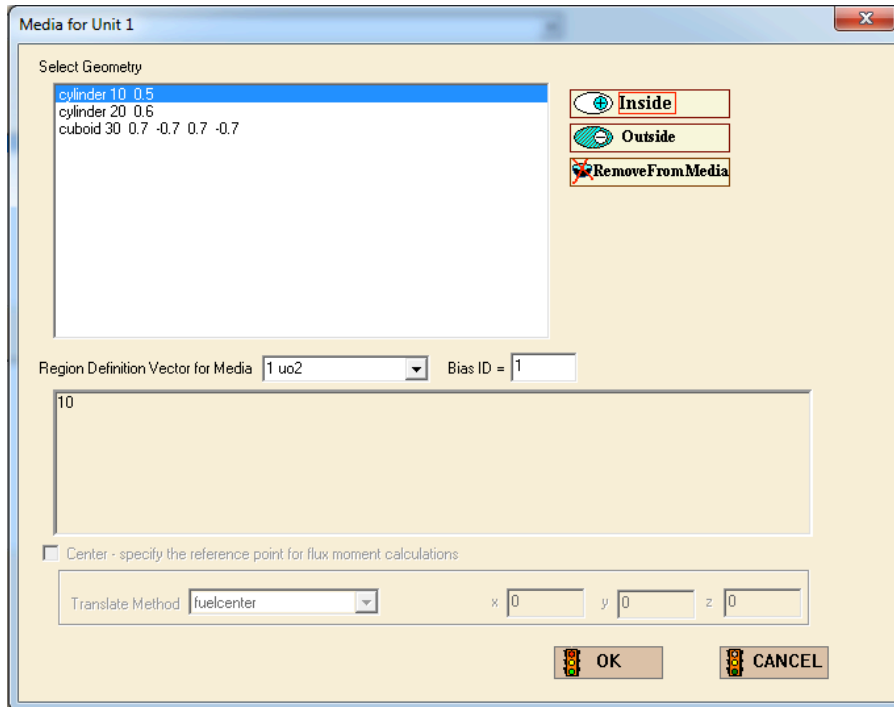 Media for Unit 1
Select Geometry
cylinder 10 0.5
cylinder 20 0.6
cuboid 30 0.7 -0.7 0.7 -0.7
Inside
Outside
RemoveFromMedia
Region Definition Vector for Media 1 uo2 Bias ID = 1
10
Center - specify the reference point for flux moment calculations
Translate Method fuelcenter x 0 y 0 z 0
OK CANCEL